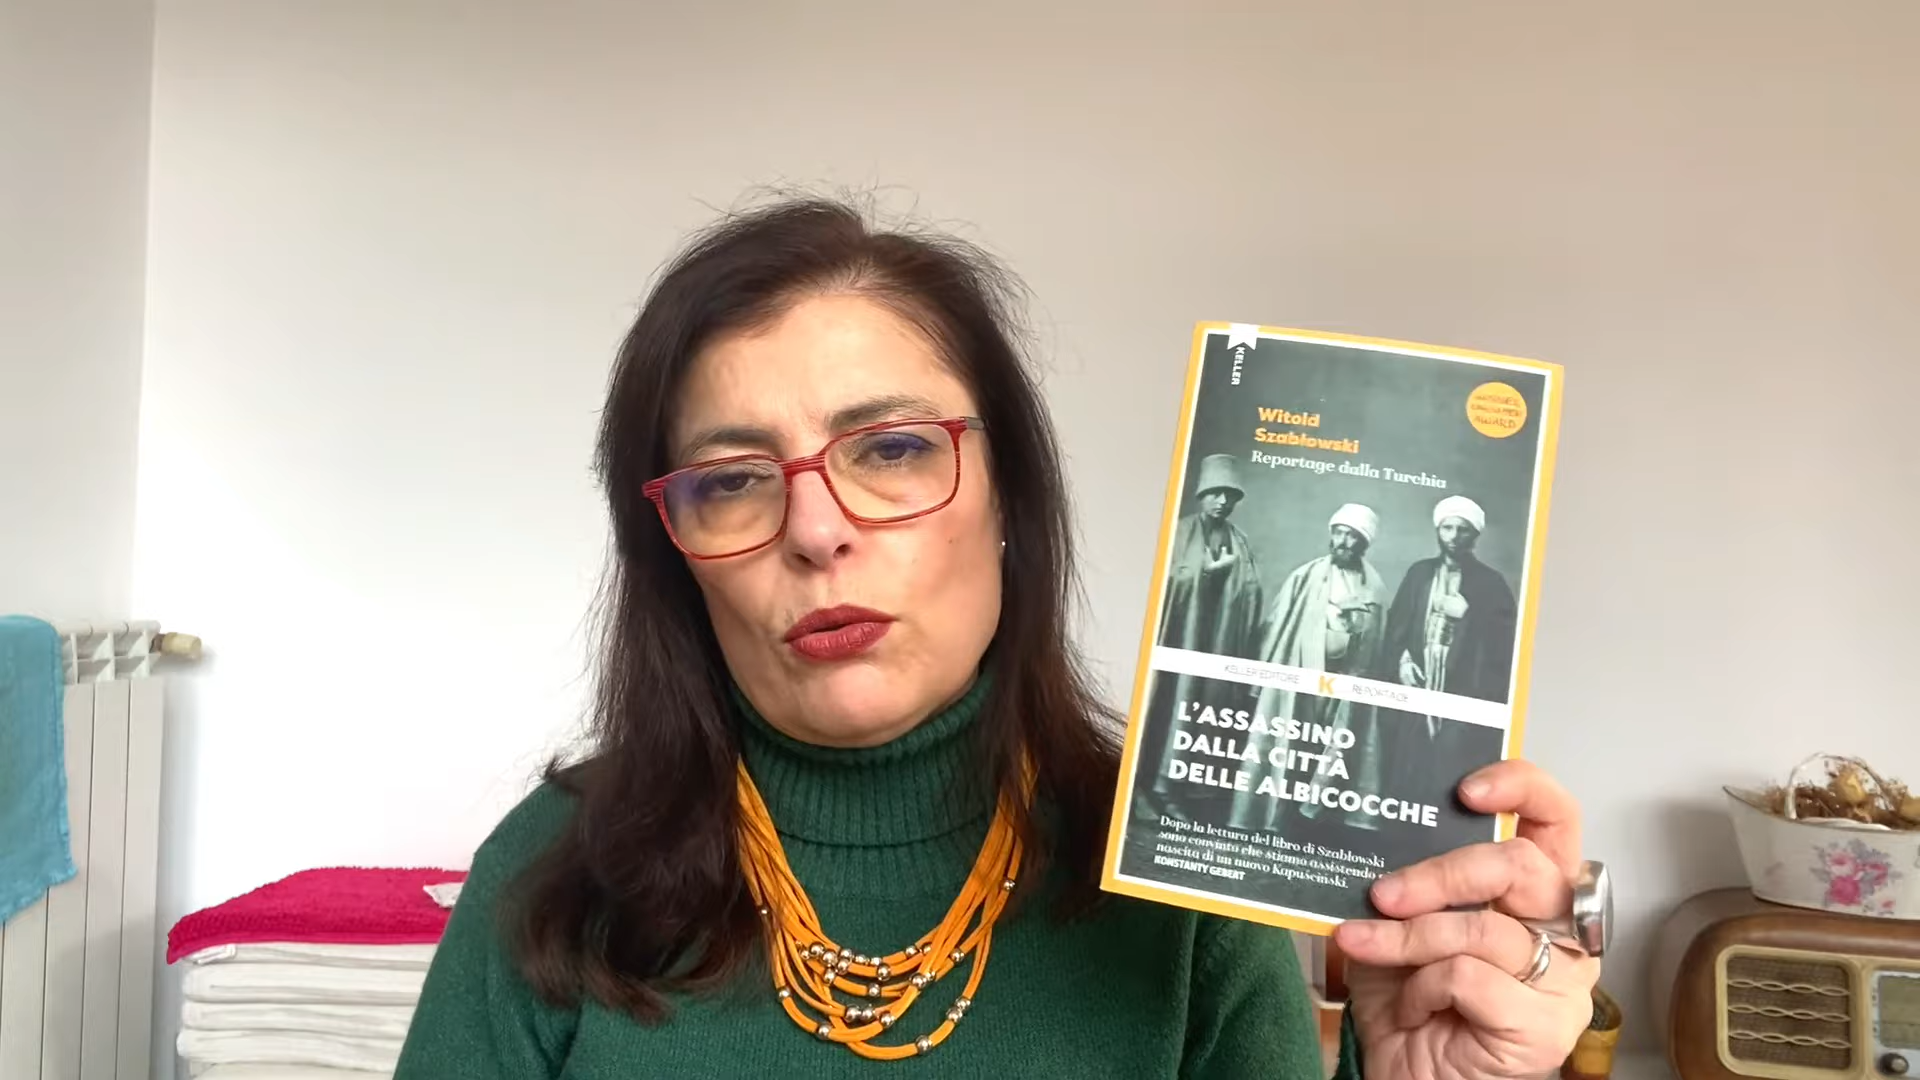 KELLER
AWARD
Witold
Szabłowski
Reportage dalla Turchia
KELLER EDITORE K REPORTAGE
L'ASSASSINO
DALLA CITTÀ
DELLE ALBICOCCHE
Dopo la lettura del libro di Szabłowski
sono convinto che stiamo assistendo
nascita di un nuovo Kapuściński.
KONSTANTY GEBERT